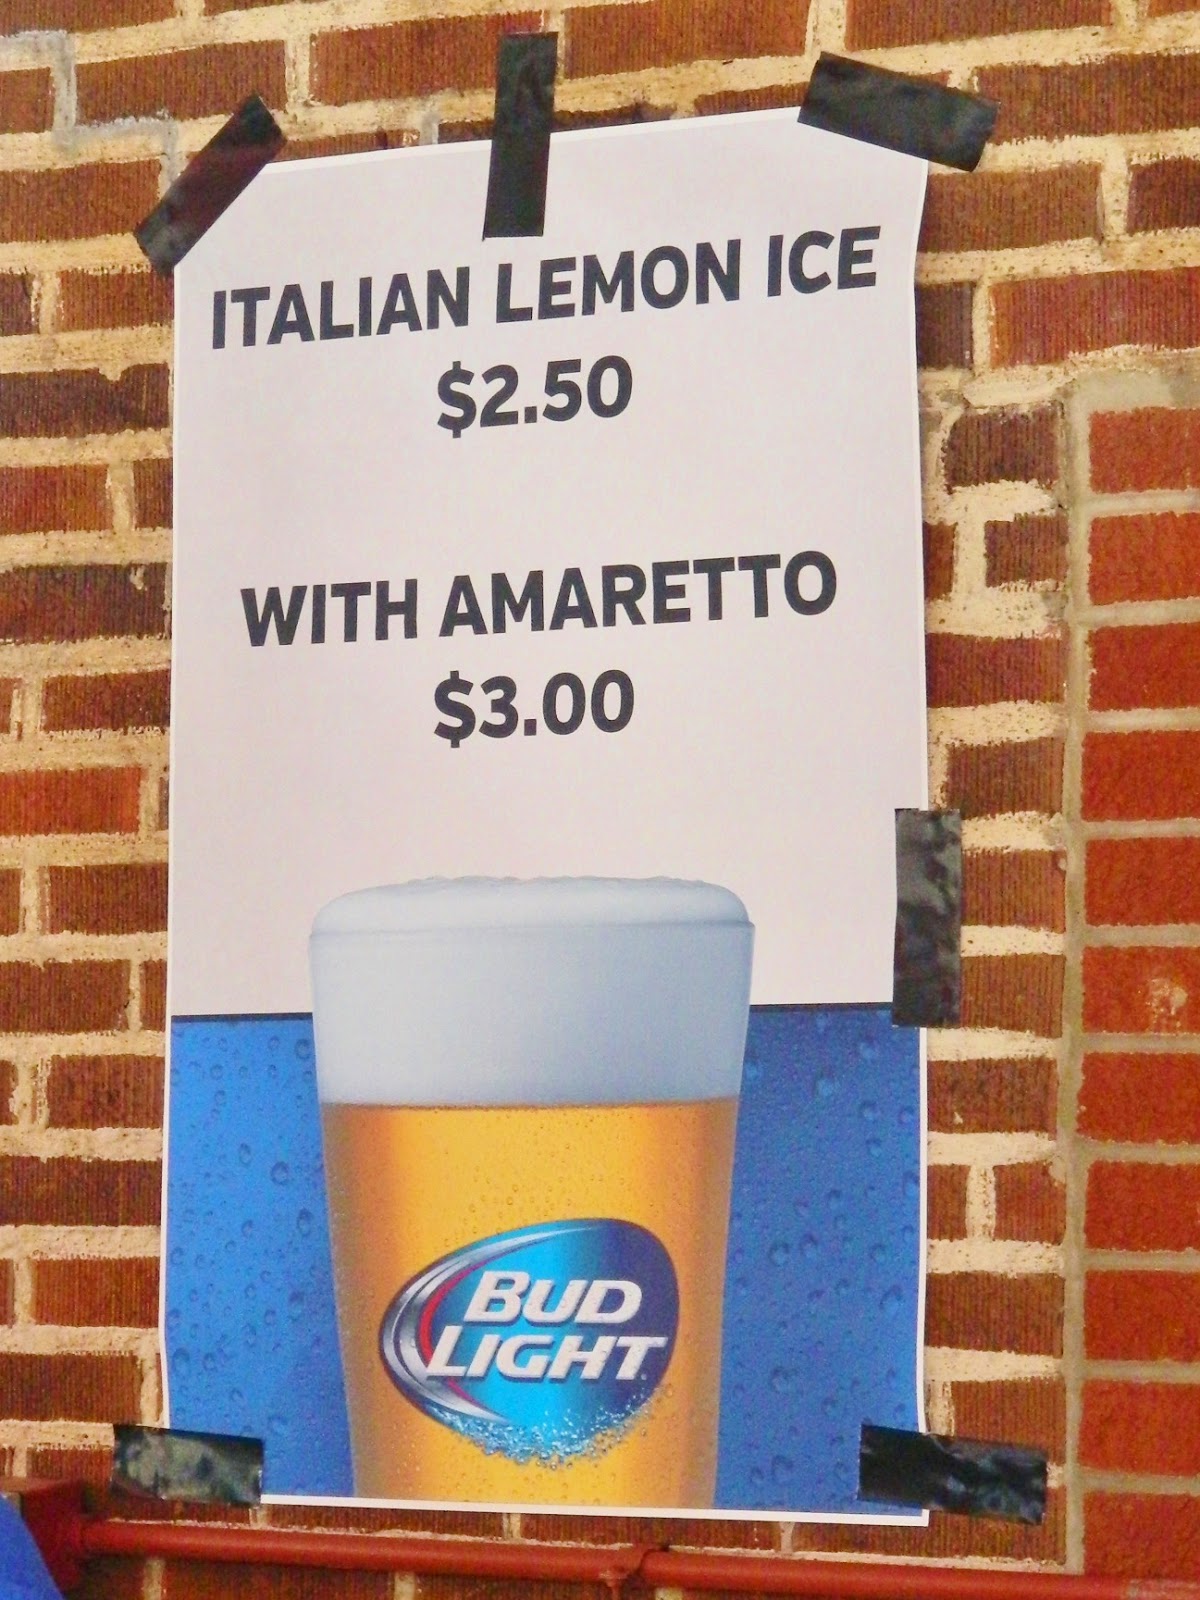 ITALIAN LEMON ICE
$2.50
WITH AMARETTO
$3.00
BUD
LIGHT